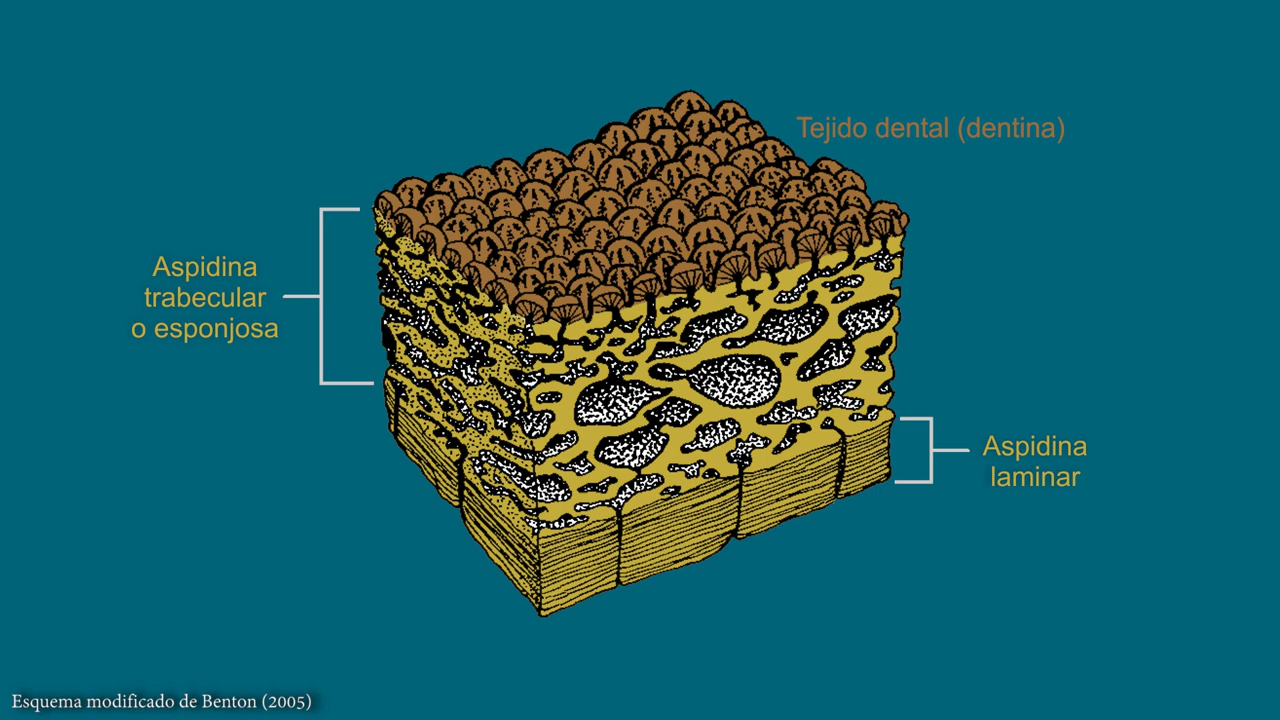 Tejido dental (dentina)
Aspidina
trabecular
o esponjosa
Aspidina
laminar
Esquema modificado de Benton (2005)